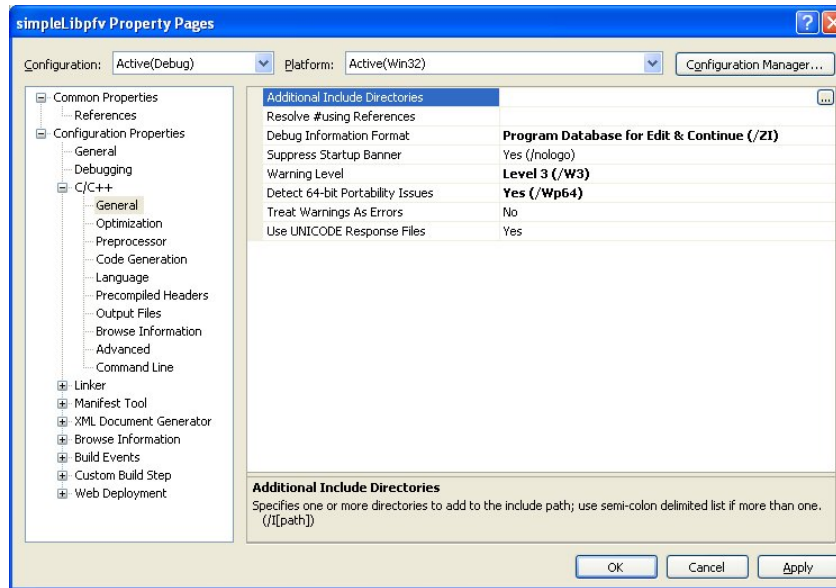 simpleLibpfv Property Pages
Configuration: Active(Debug) Platform: Active(Win32) Configuration Manager...
Common Properties
References
Configuration Properties
General
Debugging
C/C++
General
Optimization
Preprocessor
Code Generation
Language
Precompiled Headers
Output Files
Browse Information
Advanced
Command Line
Linker
Manifest Tool
XML Document Generator
Browse Information
Build Events
Custom Build Step
Web Deployment
Additional Include Directories ...
Resolve #using References
Debug Information Format Program Database for Edit & Continue (/ZI)
Suppress Startup Banner Yes (/nologo)
Warning Level Level 3 (/W3)
Detect 64-bit Portability Issues Yes (/Wp64)
Treat Warnings As Errors No
Use UNICODE Response Files Yes
Additional Include Directories
Specifies one or more directories to add to the include path; use semi-colon delimited list if more than one.
(/I[path])
OK Cancel Apply